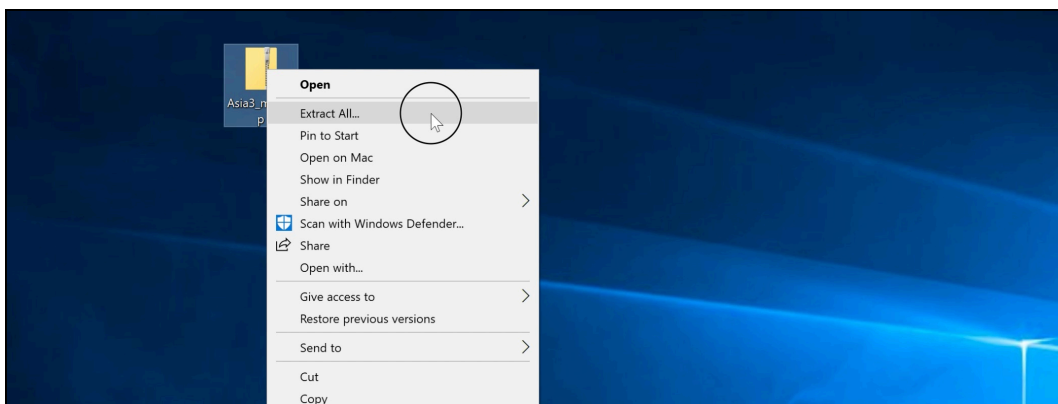 Asia3_m
p
Open
Extract All...
Pin to Start
Open on Mac
Show in Finder
Share on
Scan with Windows Defender...
Share
Open with...
Give access to
Restore previous versions
Send to
Cut
Copy